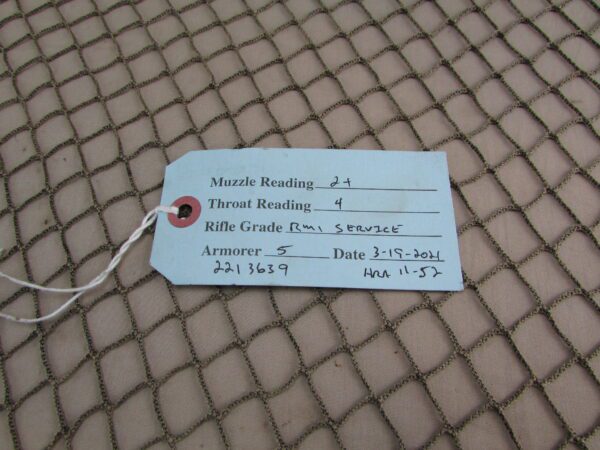 Muzzle Reading 2+
Throat Reading 4
Rifle Grade RM1 SERVICE
Armorer 5 Date 3-19-2021
2213639 HRA 11-52